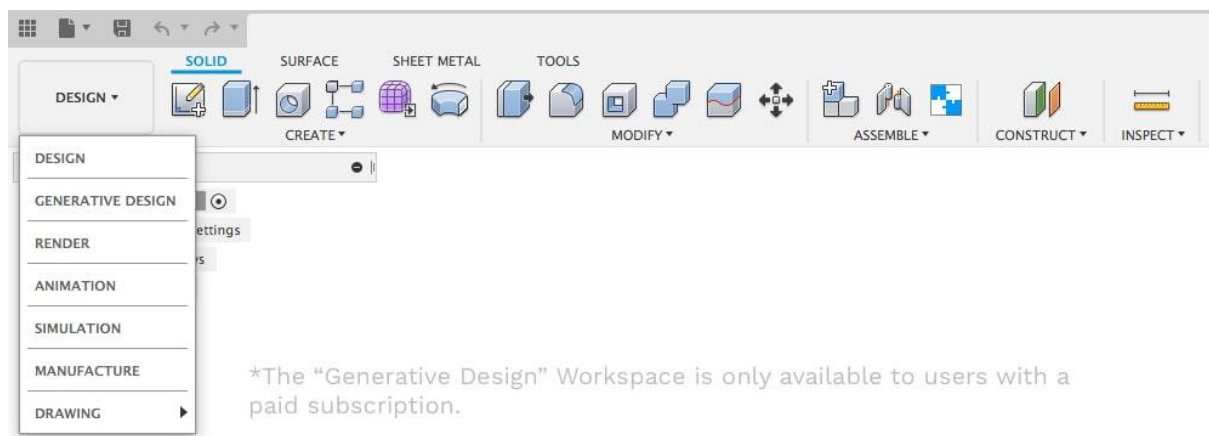 SOLID SURFACE SHEET METAL TOOLS
DESIGN
CREATE MODIFY ASSEMBLE CONSTRUCT INSPECT
DESIGN
GENERATIVE DESIGN
ettings
RENDER
s
ANIMATION
SIMULATION
MANUFACTURE
DRAWING
*The “Generative Design” Workspace is only available to users with a
paid subscription.